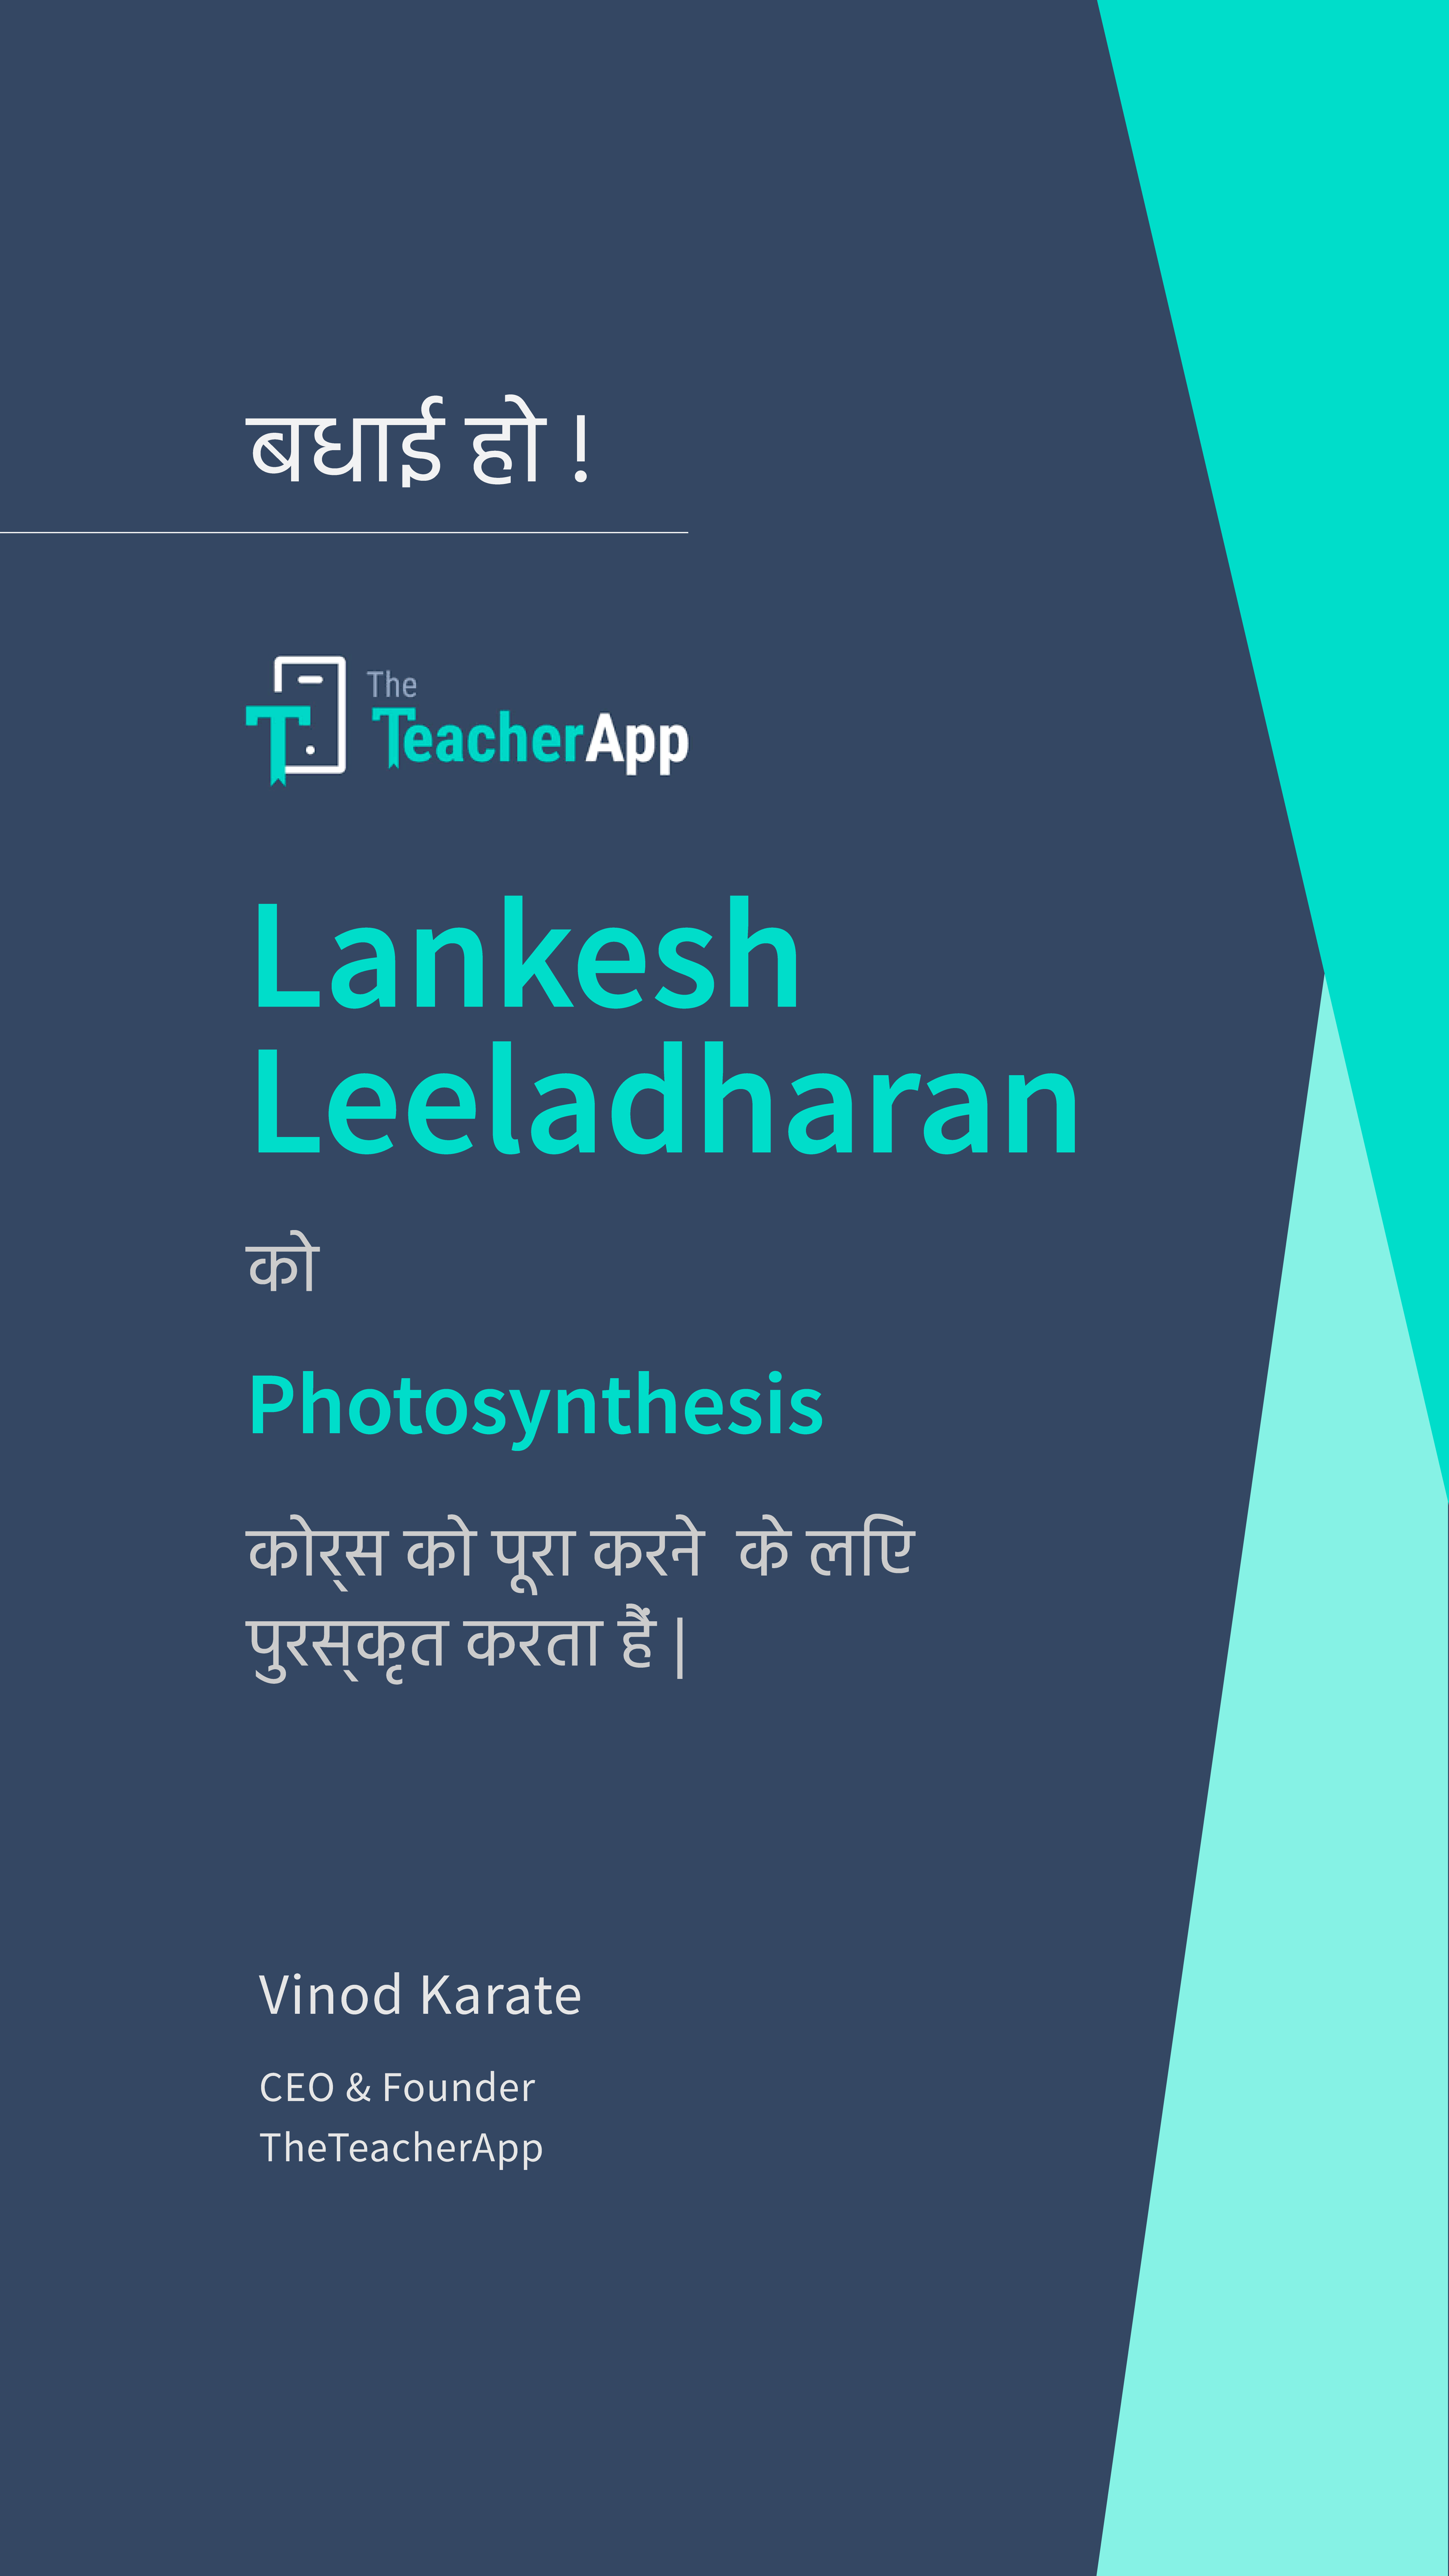 बधाई हो !
The
TeacherApp
Lankesh
Leeladharan
को
Photosynthesis
कोर्स को पूरा करने  के लिए
पुरस्कृत करता हैं |
Vinod Karate
CEO & Founder
TheTeacherApp